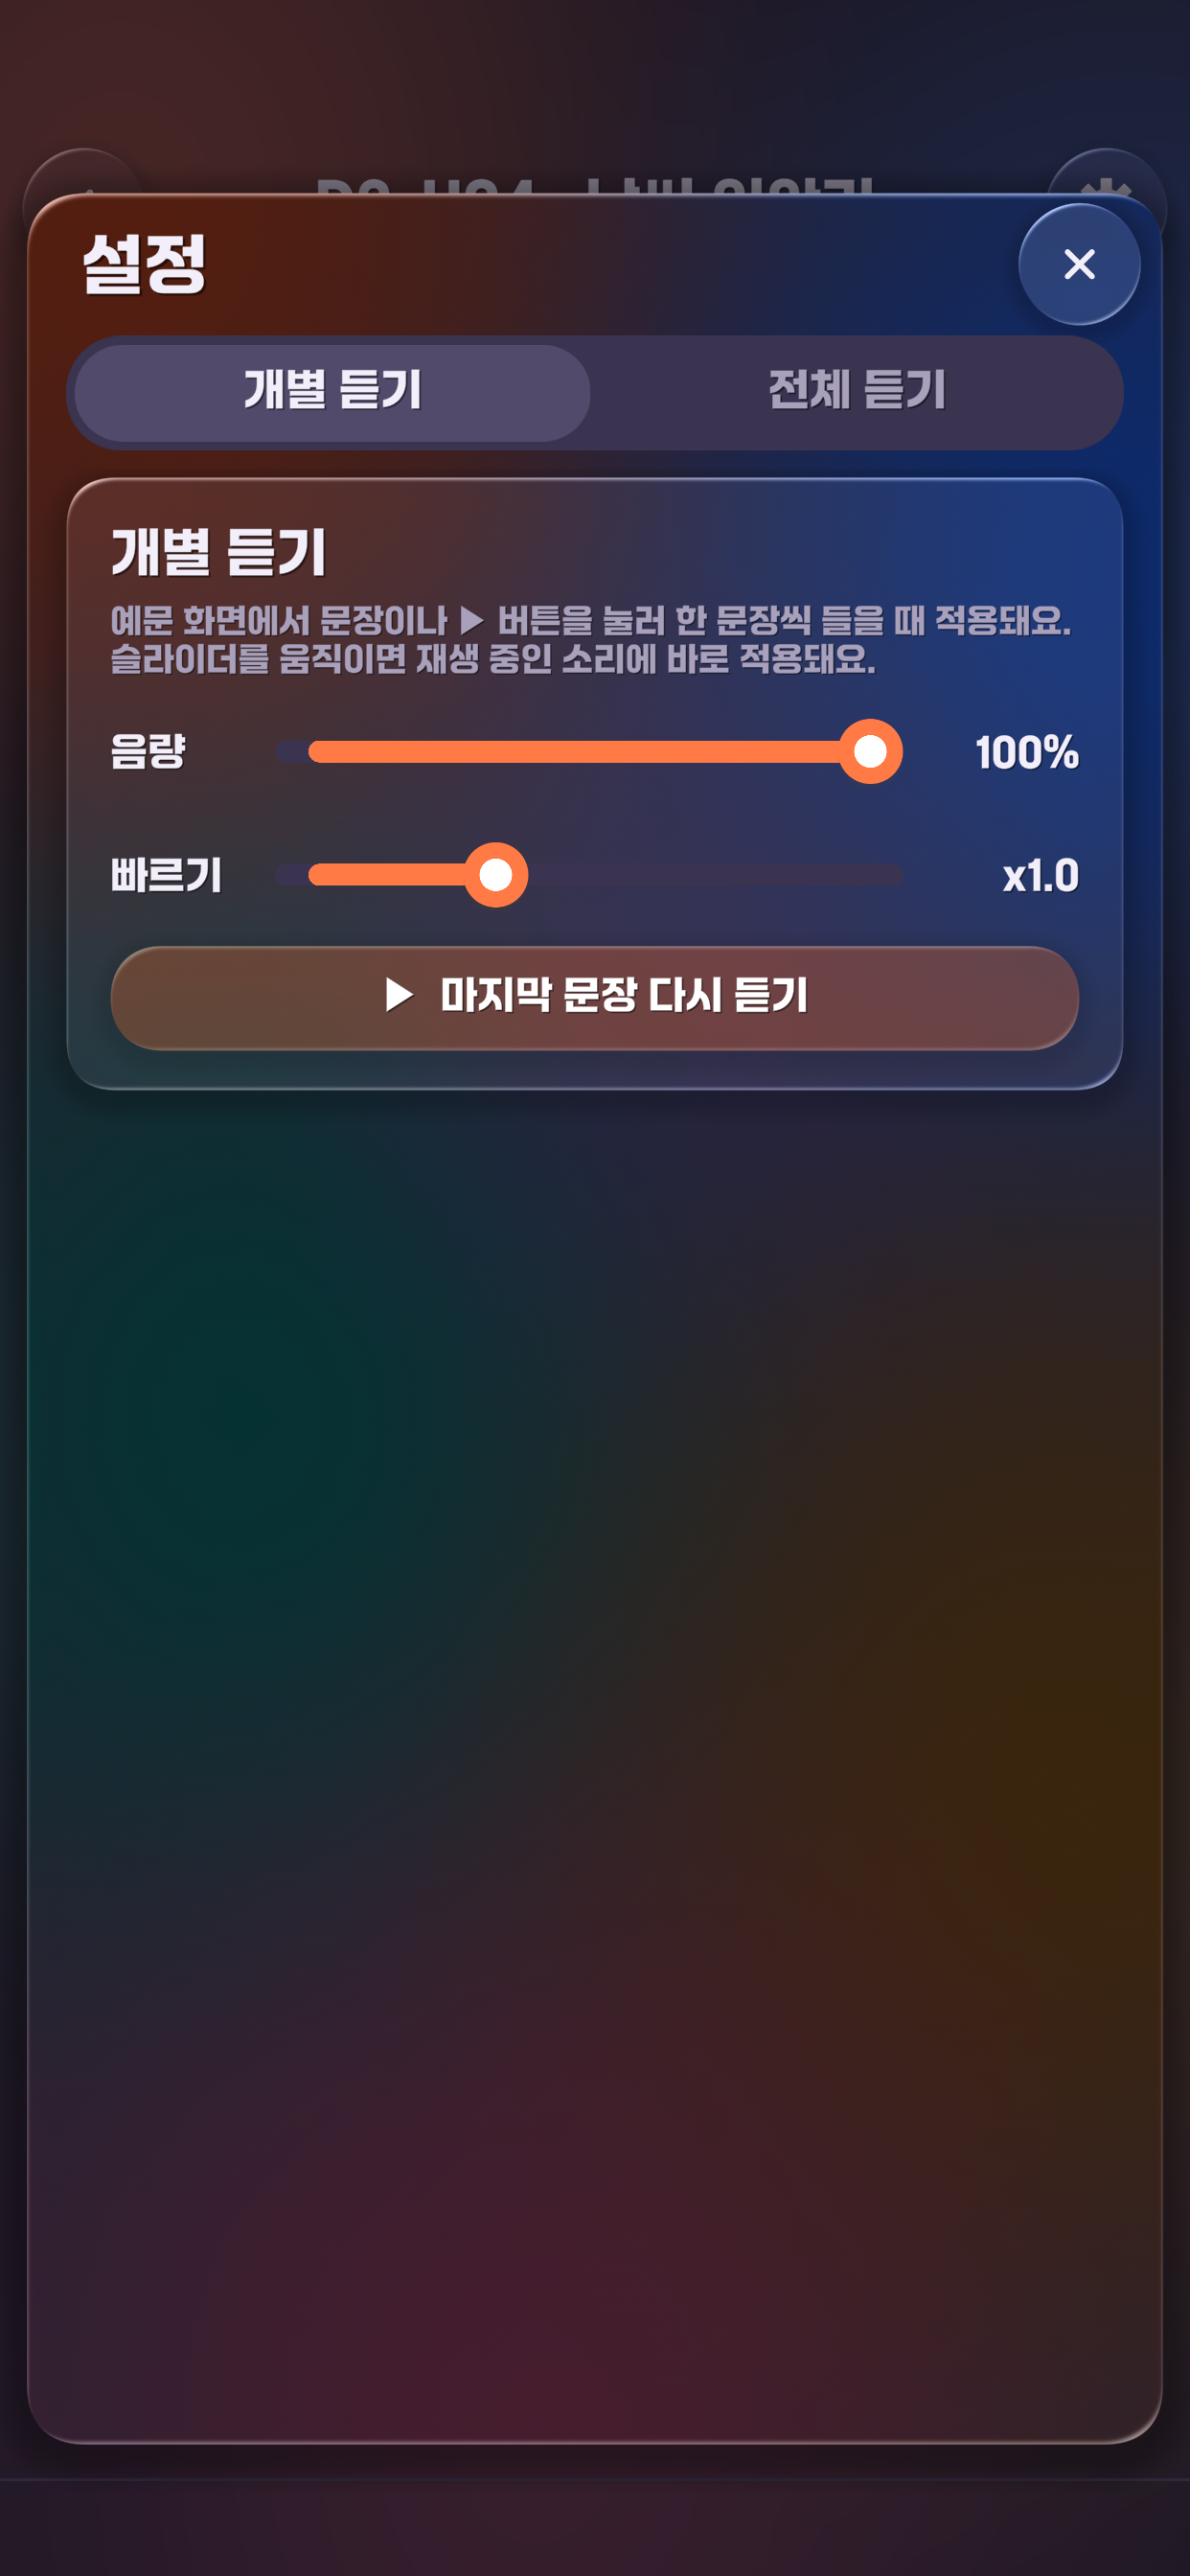 설정
개별 듣기
전체 듣기
개별 듣기
예문 화면에서 문장이나 ▶ 버튼을 눌러 한 문장씩 들을 때 적용돼요.
슬라이더를 움직이면 재생 중인 소리에 바로 적용돼요.
음량
100%
빠르기
x1.0
▶ 마지막 문장 다시 듣기